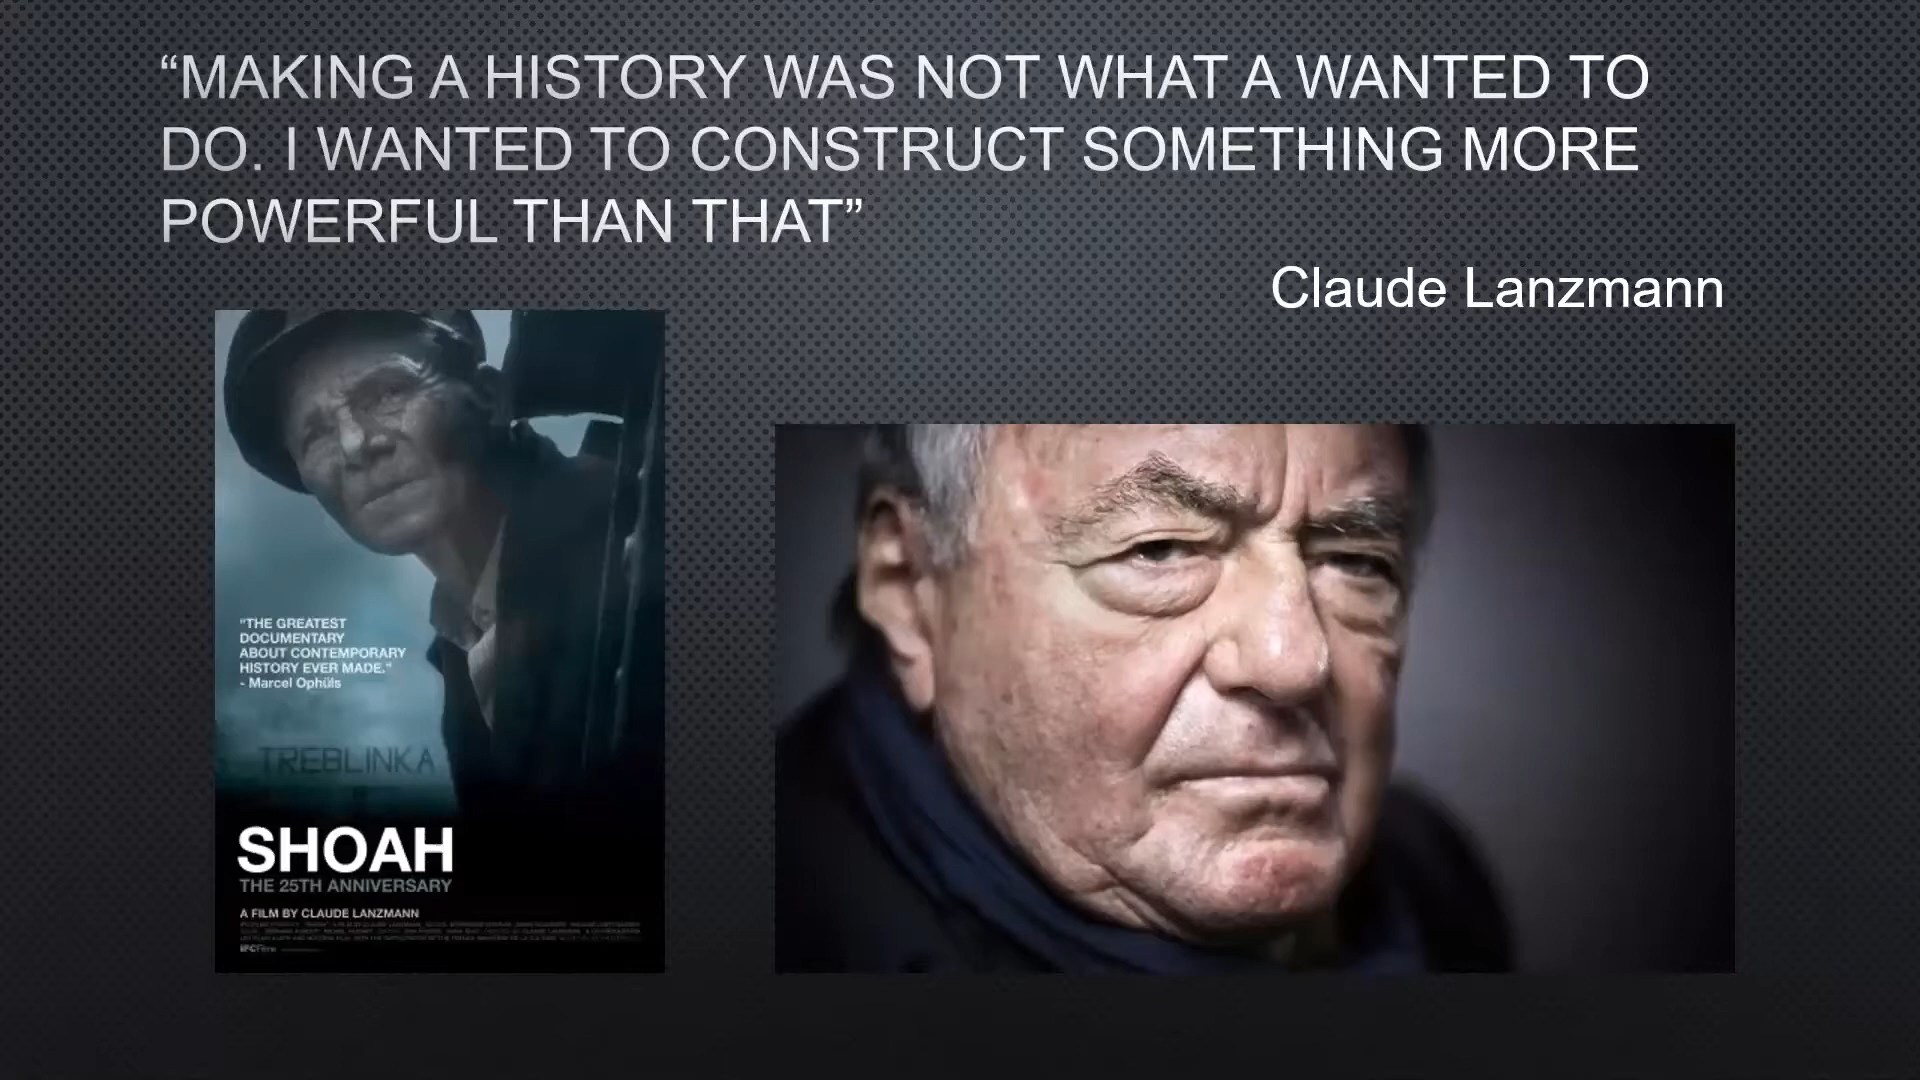 “MAKING A HISTORY WAS NOT WHAT A WANTED TO
DO. I WANTED TO CONSTRUCT SOMETHING MORE
POWERFUL THAN THAT”
Claude Lanzmann
"THE GREATEST
DOCUMENTARY
ABOUT CONTEMPORARY
HISTORY EVER MADE."
- Marcel Ophüls
TREBLINKA
SHOAH
THE 25TH ANNIVERSARY
A FILM BY CLAUDE LANZMANN